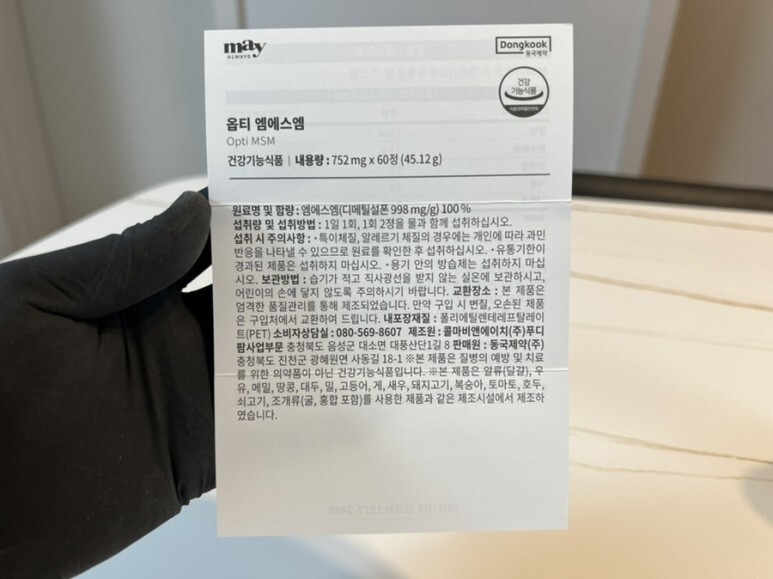 may
ALWAYS
Dongkook
동국제약
건강
기능식품
식품의약품안전처
옵티 엠에스엠
Opti MSM
건강기능식품 | 내용량 : 752 mg x 60정 (45.12 g)
원료명 및 함량 : 엠에스엠(디메틸설폰 998 mg/g) 100 %
섭취량 및 섭취방법 : 1일 1회, 1회 2정을 물과 함께 섭취하십시오.
섭취 시 주의사항 : ·특이체질, 알레르기 체질의 경우에는 개인에 따라 과민
반응을 나타낼 수 있으므로 원료를 확인한 후 섭취하십시오. ·유통기한이
경과된 제품은 섭취하지 마십시오. ·용기 안의 방습제는 섭취하지 마십
시오. 보관방법 : 습기가 적고 직사광선을 받지 않는 실온에 보관하시고,
어린이의 손에 닿지 않도록 주의하시기 바랍니다. 교환장소 : 본 제품은
엄격한 품질관리를 통해 제조되었습니다. 만약 구입 시 변질, 오손된 제품
은 구입처에서 교환하여 드립니다. 내포장재질 : 폴리에틸렌테레프탈레이
트(PET) 소비자상담실 : 080-569-8607 제조원 : 콜마비앤에이치(주)푸디
팜사업부문 충청북도 음성군 대소면 대풍산단1길 8 판매원 : 동국제약(주)
충청북도 진천군 광혜원면 사동길 18-1 ※본 제품은 질병의 예방 및 치료
를 위한 의약품이 아닌 건강기능식품입니다. ※본 제품은 알류(달걀), 우
유, 메밀, 땅콩, 대두, 밀, 고등어, 게, 새우, 돼지고기, 복숭아, 토마토, 호두,
쇠고기, 조개류(굴, 홍합 포함)를 사용한 제품과 같은 제조시설에서 제조하
였습니다.